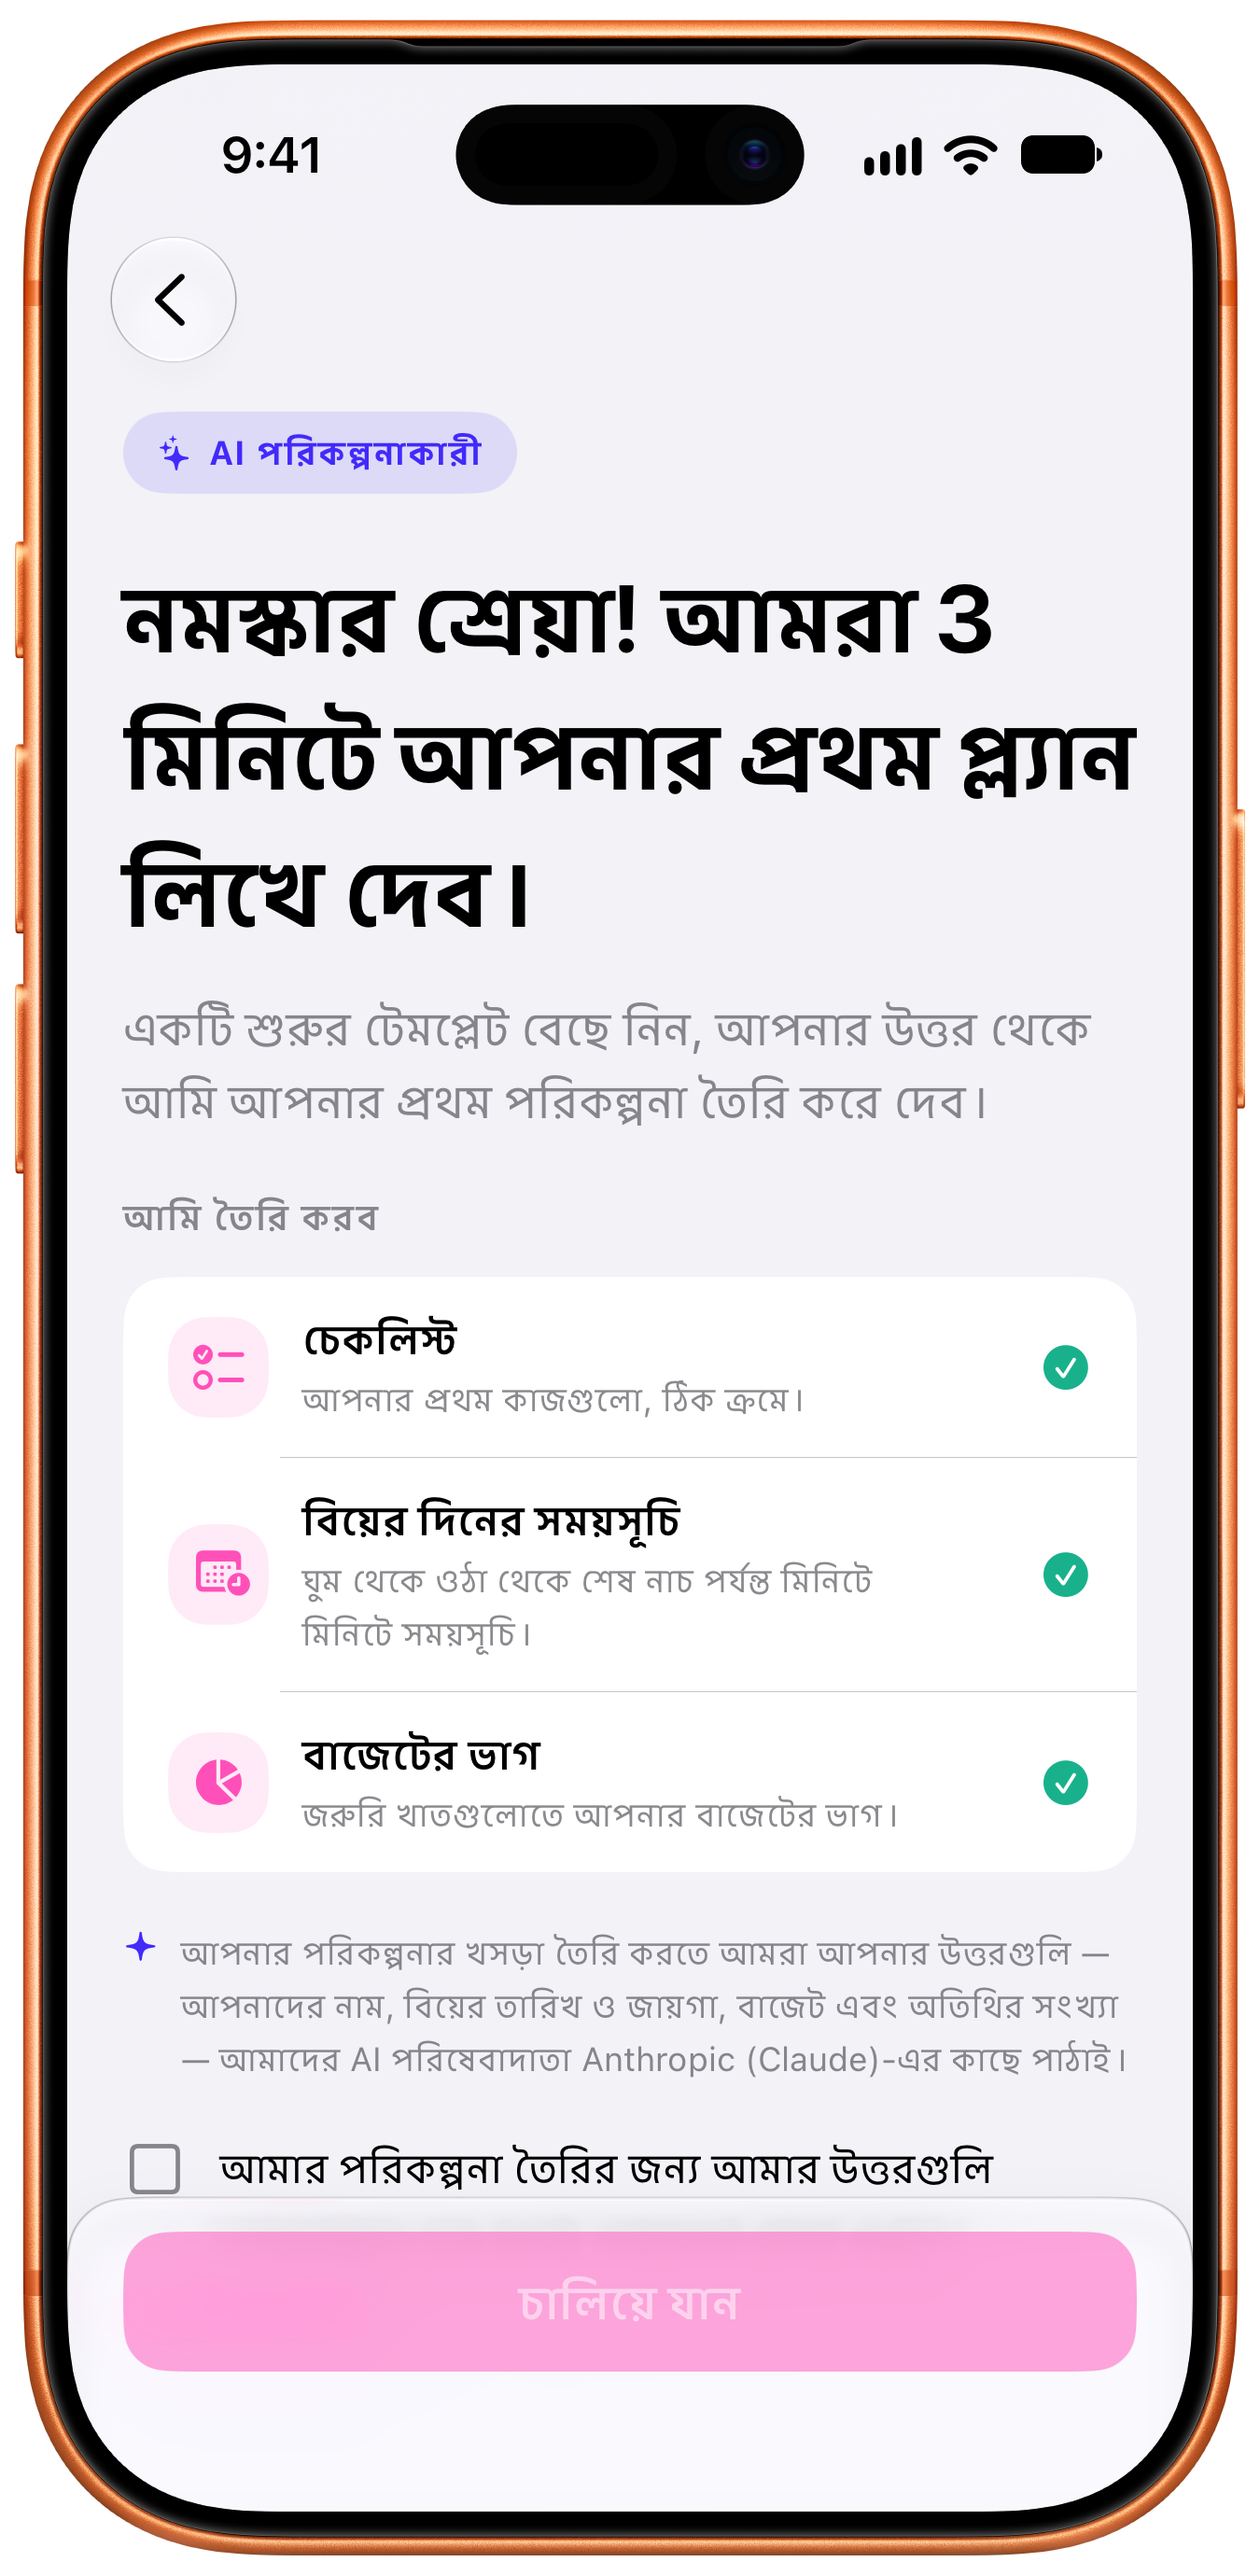 9:41
AI পরিকল্পনাকারী
নমস্কার শ্রেয়া! আমরা 3
মিনিটে আপনার প্রথম প্ল্যান
লিখে দেব।
একটি শুরুর টেমপ্লেট বেছে নিন, আপনার উত্তর থেকে
আমি আপনার প্রথম পরিকল্পনা তৈরি করে দেব।
আমি তৈরি করব
চেকলিস্ট
আপনার প্রথম কাজগুলো, ঠিক ক্রমে।
বিয়ের দিনের সময়সূচি
ঘুম থেকে ওঠা থেকে শেষ নাচ পর্যন্ত মিনিটে
মিনিটে সময়সূচি।
বাজেটের ভাগ
জরুরি খাতগুলোতে আপনার বাজেটের ভাগ।
আপনার পরিকল্পনার খসড়া তৈরি করতে আমরা আপনার উত্তরগুলি —
আপনাদের নাম, বিয়ের তারিখ ও জায়গা, বাজেট এবং অতিথির সংখ্যা
— আমাদের AI পরিষেবাদাতা Anthropic (Claude)-এর কাছে পাঠাই।
আমার পরিকল্পনা তৈরির জন্য আমার উত্তরগুলি
চালিয়ে যান